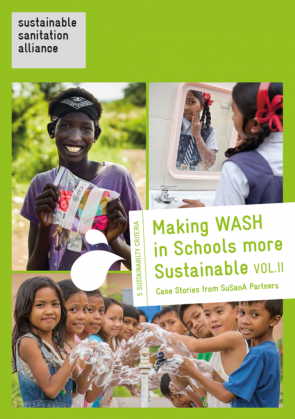 sustainable
sanitation
alliance
5 SUSTAINABILITY CRITERIA
Making WASH
in Schools more
Sustainable VOL.II
Case Stories from SuSanA Partners